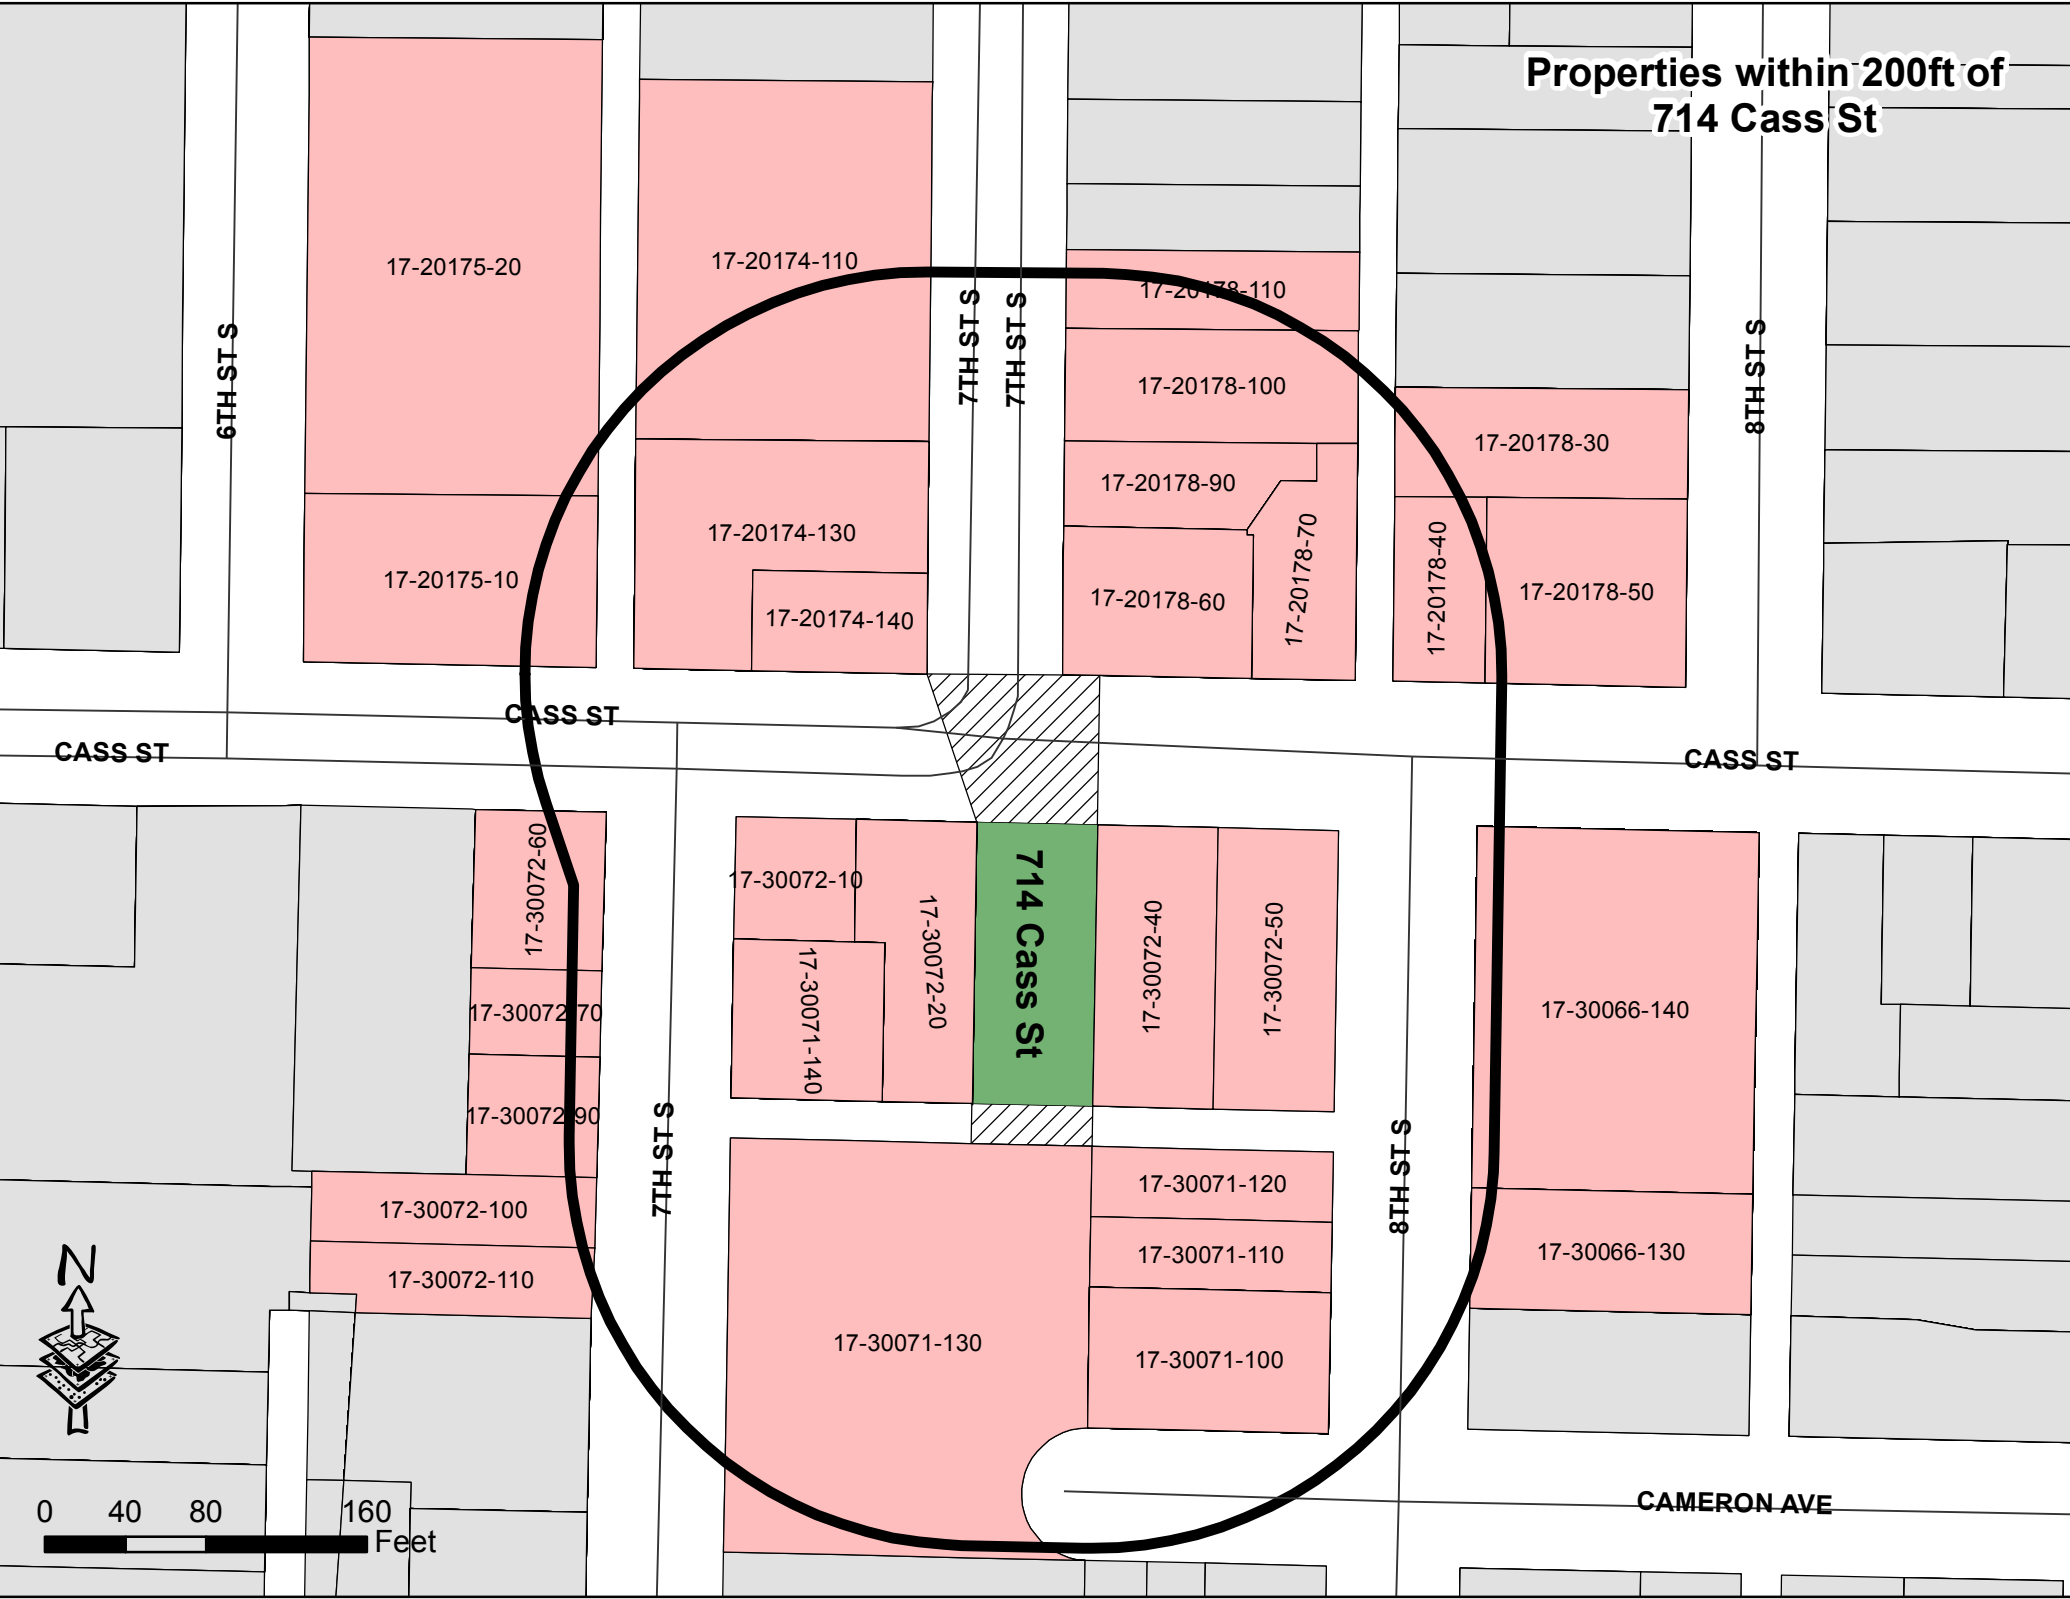 Properties within 200ft of
714 Cass St
17-20175-20
17-20174-110
17-20178-110
6TH ST S
7TH ST S
7TH ST S
8TH ST S
17-20178-100
17-20178-30
17-20178-90
17-20174-130
17-20175-10
17-20178-70
17-20178-40
17-20178-60
17-20178-50
17-20174-140
CASS ST
CASS ST
CASS ST
17-30072-60
17-30072-10
17-30072-20
714 Cass St
17-30072-40
17-30072-50
17-30072-70
17-30071-140
17-30066-140
17-30072-90
7TH ST S
8TH ST S
17-30071-120
17-30072-100
17-30071-110
17-30066-130
17-30072-110
N
17-30071-130
17-30071-100
CAMERON AVE
0 40 80 160
Feet